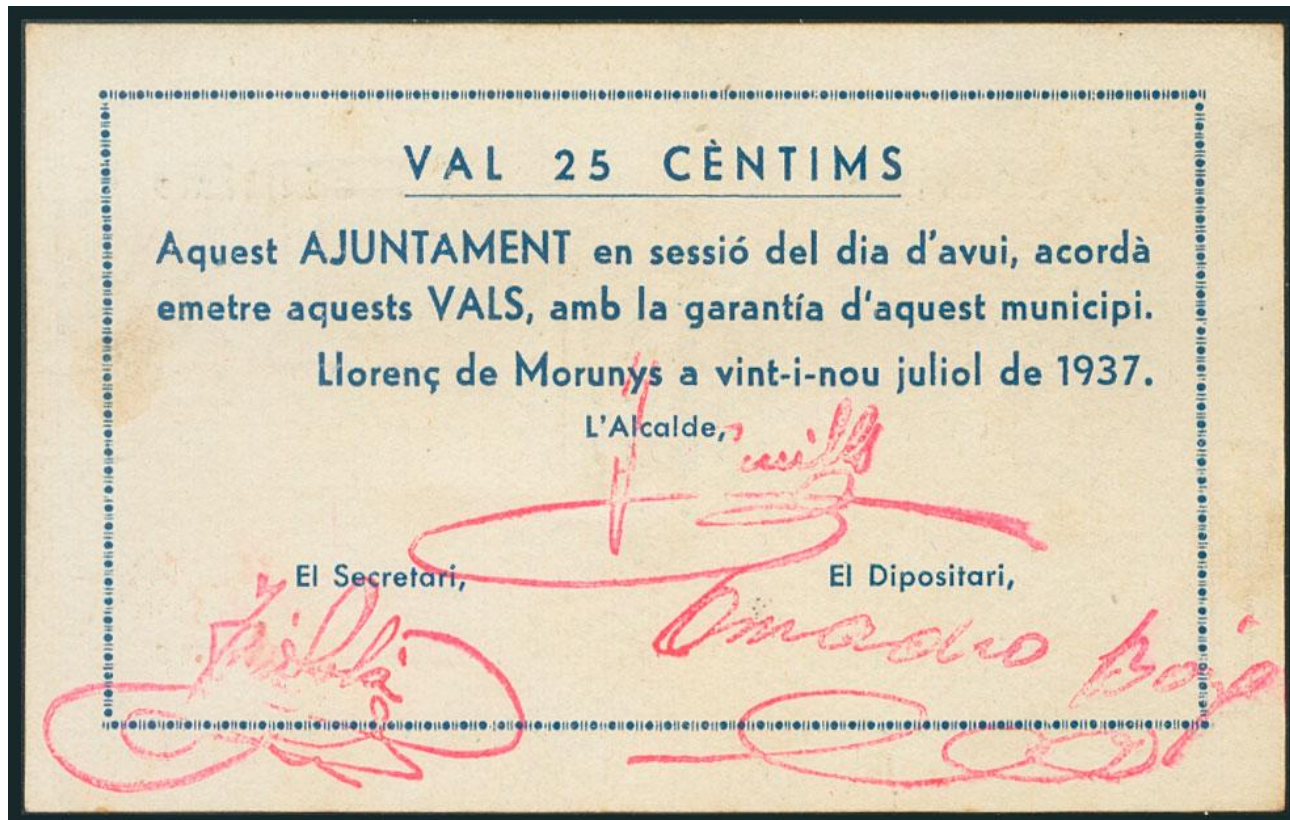 VAL 25 CÈNTIMS
Aquest AJUNTAMENT en sessió del dia d'avui, acordà
emetre aquests VALS, amb la garantía d'aquest municipi.
Llorenç de Morunys a vint-i-nou juliol de 1937.
L'Alcalde,
El Secretari,
El Dipositari,